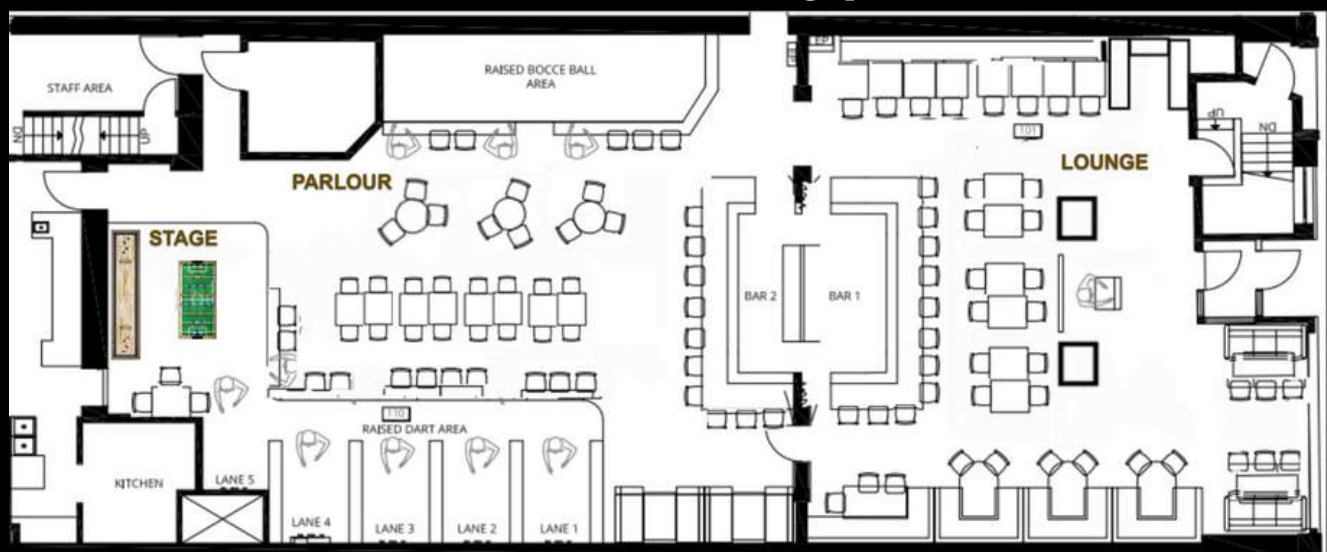 STAFF AREA
DN
UP
RAISED BOCCE BALL
AREA
EP
101
UP
DN
PARLOUR
LOUNGE
STAGE
BAR 2
BAR 1
110
RAISED DART AREA
KITCHEN
LANE 5
LANE 4
LANE 3
LANE 2
LANE 1